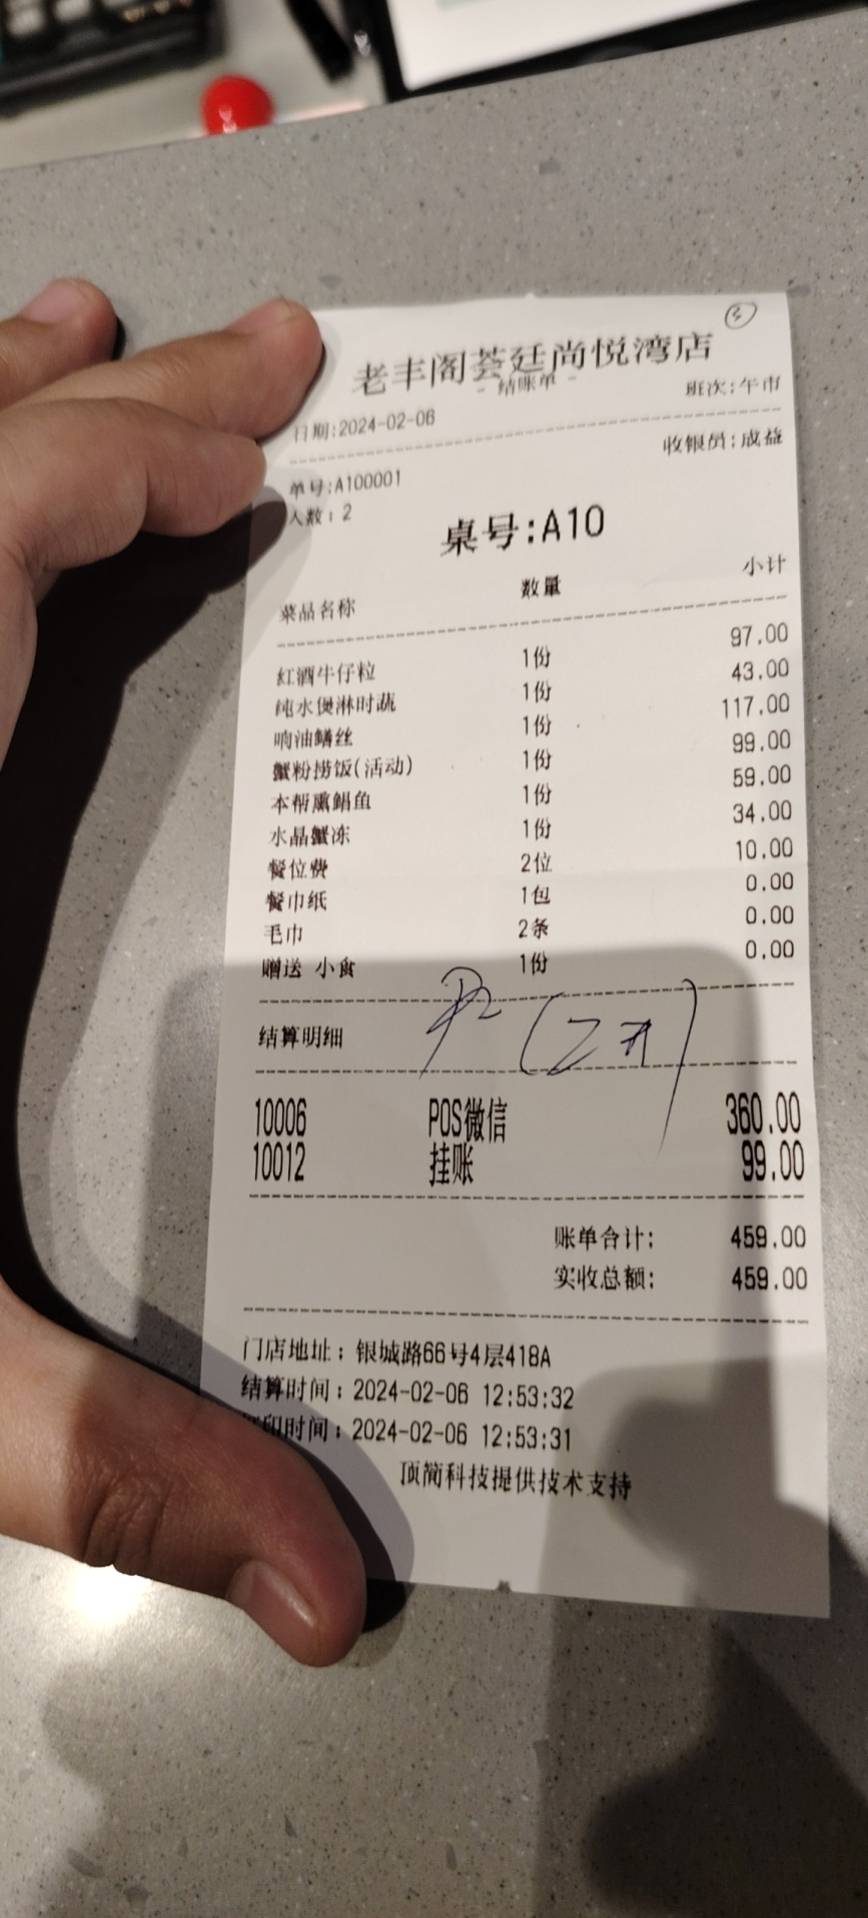 老丰阁荟廷尚悦湾店
- 结账单 -
日期:2024-02-06 班次:午市
单号:A100001 收银员:成益
人数:2
桌号:A10
菜品名称 数量 小计
红酒牛仔粒 1份 97.00
纯水煲淋时蔬 1份 43.00
响油鳝丝 1份 117.00
蟹粉捞饭(活动) 1份 99.00
本帮熏鲳鱼 1份 59.00
水晶蟹冻 1份 34.00
餐位费 2位 10.00
餐巾纸 1包 0.00
毛巾 2条 0.00
赠送 小食 1份 0.00
结算明细
10006 POS微信 360.00
10012 挂账 99.00
账单合计: 459.00
实收总额: 459.00
门店地址:银城路66号4层418A
结算时间:2024-02-06 12:53:32
印时间:2024-02-06 12:53:31
顶简科技提供技术支持